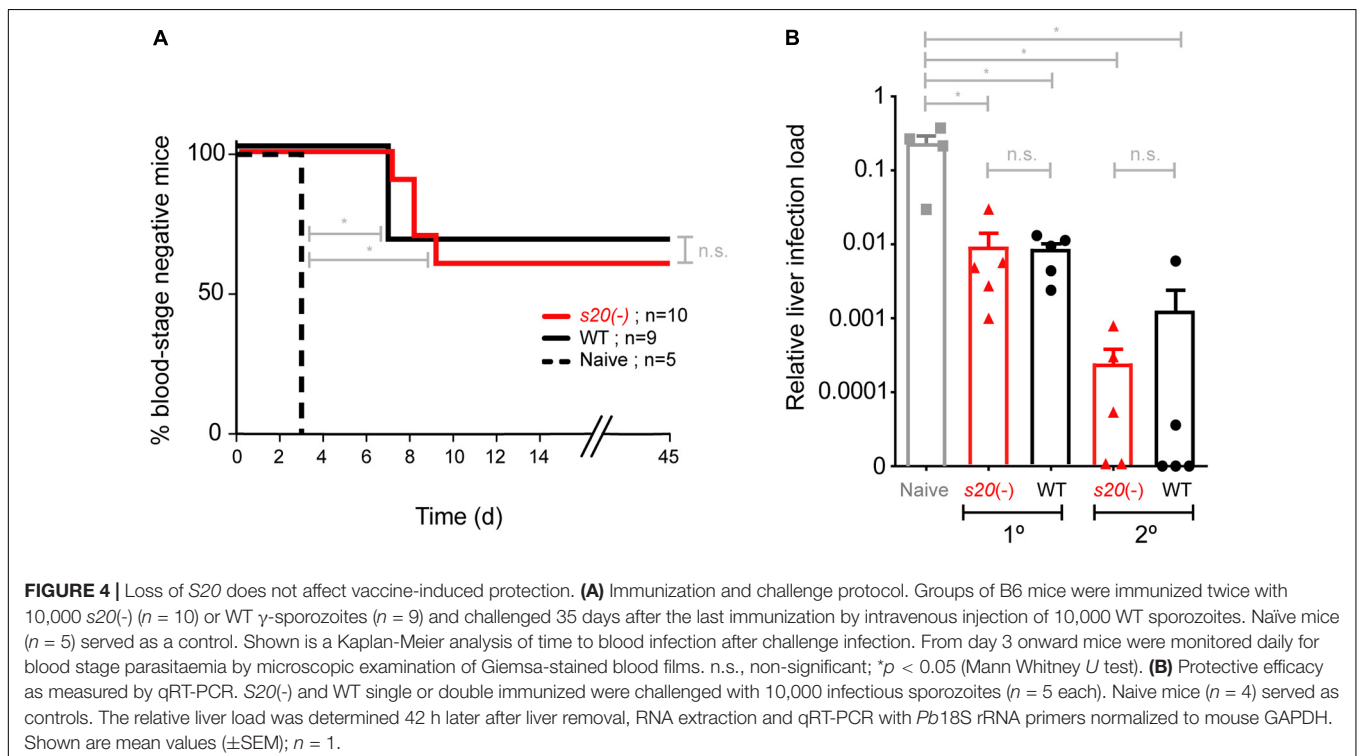 A
% blood-stage negative mice
100
50
0
*
*
n.s.
s20(-) ; n=10
WT ; n=9
Naive ; n=5
0 2 4 6 8 10 12 14 45
Time (d)
B
Relative liver infection load
*
*
*
*
n.s. n.s.
1
0.1
0.01
0.001
0.0001
0
Naive s20(-) WT s20(-) WT
1º 2º
FIGURE 4 | Loss of S20 does not affect vaccine-induced protection. (A) Immunization and challenge protocol. Groups of B6 mice were immunized twice with
10,000 s20(-) (n = 10) or WT γ-sporozoites (n = 9) and challenged 35 days after the last immunization by intravenous injection of 10,000 WT sporozoites. Naïve mice
(n = 5) served as a control. Shown is a Kaplan-Meier analysis of time to blood infection after challenge infection. From day 3 onward mice were monitored daily for
blood stage parasitaemia by microscopic examination of Giemsa-stained blood films. n.s., non-significant; *p < 0.05 (Mann Whitney U test). (B) Protective efficacy
as measured by qRT-PCR. S20(-) and WT single or double immunized were challenged with 10,000 infectious sporozoites (n = 5 each). Naive mice (n = 4) served as
controls. The relative liver load was determined 42 h later after liver removal, RNA extraction and qRT-PCR with Pb18S rRNA primers normalized to mouse GAPDH.
Shown are mean values (±SEM); n = 1.